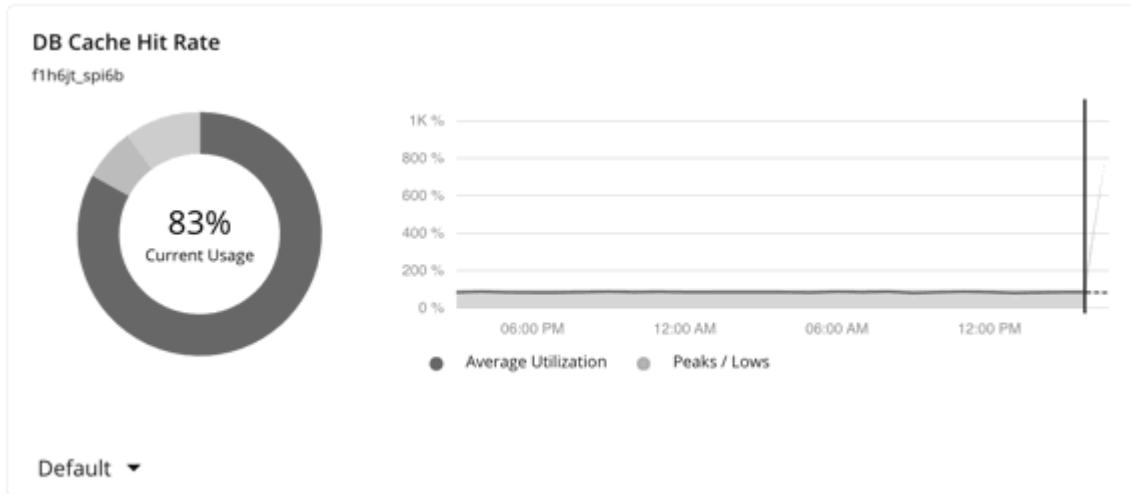 DB Cache Hit Rate
f1h6jt_spi6b
83%
Current Usage
1K %
800 %
600 %
400 %
200 %
0 %
06:00 PM 12:00 AM 06:00 AM 12:00 PM
Average Utilization Peaks / Lows
Default